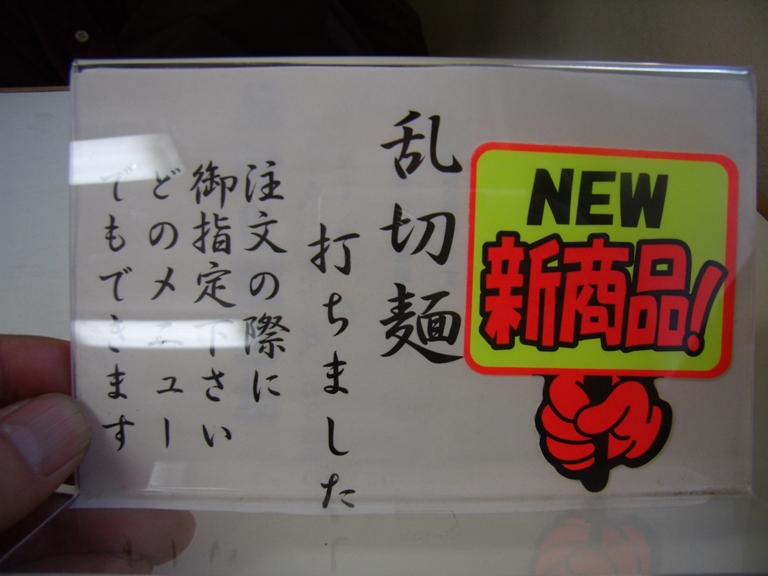 NEW
新商品!
乱切麺
打ちました
注文の際に
御指定下さい
どのメニュー
でもできます